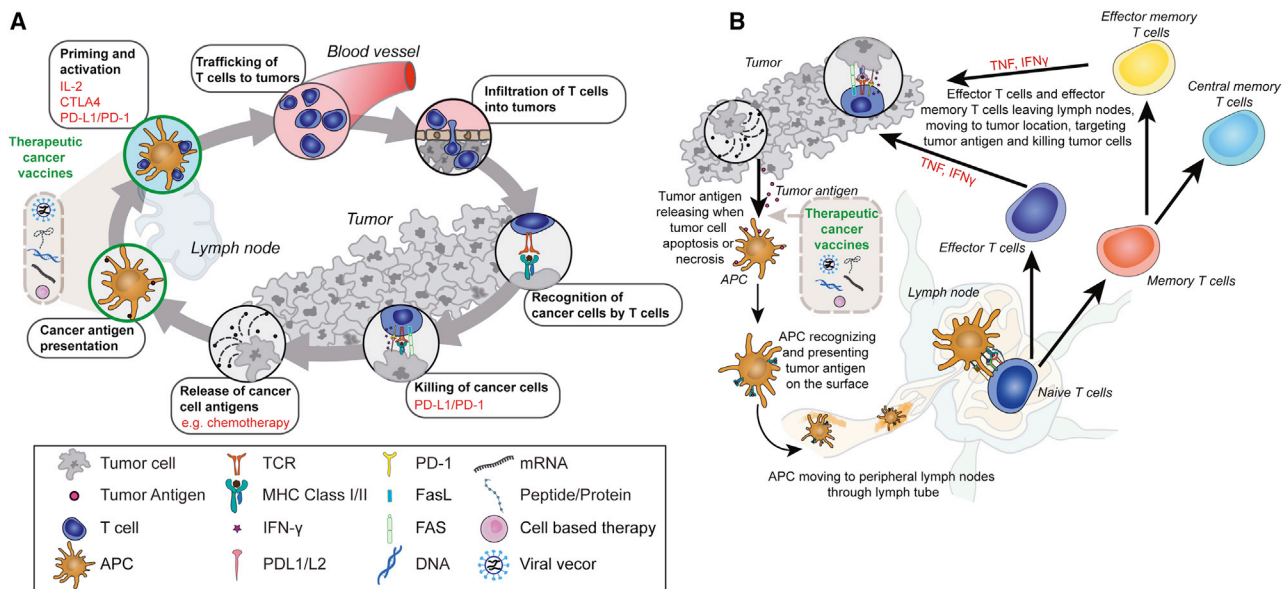 A
Priming and
activation
IL-2
CTLA4
PD-L1/PD-1
Trafficking of
T cells to tumors
Blood vessel
Infiltration of T cells
into tumors
Therapeutic
cancer
vaccines
Lymph node
Tumor
Recognition of
cancer cells by T cells
Cancer antigen
presentation
Release of cancer
cell antigens
e.g. chemotherapy
Killing of cancer cells
PD-L1/PD-1
Tumor cell
Tumor Antigen
T cell
APC
TCR
MHC Class I/II
IFN-γ
PDL1/L2
PD-1
FasL
FAS
DNA
mRNA
Peptide/Protein
Cell based therapy
Viral vecor
B
Tumor
Effector memory
T cells
TNF, IFNγ
Central memory
T cells
Effector T cells and effector
memory T cells leaving lymph nodes,
moving to tumor location, targeting
tumor antigen and killing tumor cells
TNF, IFNγ
Tumor antigen
Tumor antigen
releasing when
tumor cell
apoptosis or
necrosis
APC
Therapeutic
cancer
vaccines
Effector T cells
Memory T cells
Lymph node
APC recognizing
and presenting
tumor antigen
on the surface
Naive T cells
APC moving to peripheral lymph nodes
through lymph tube